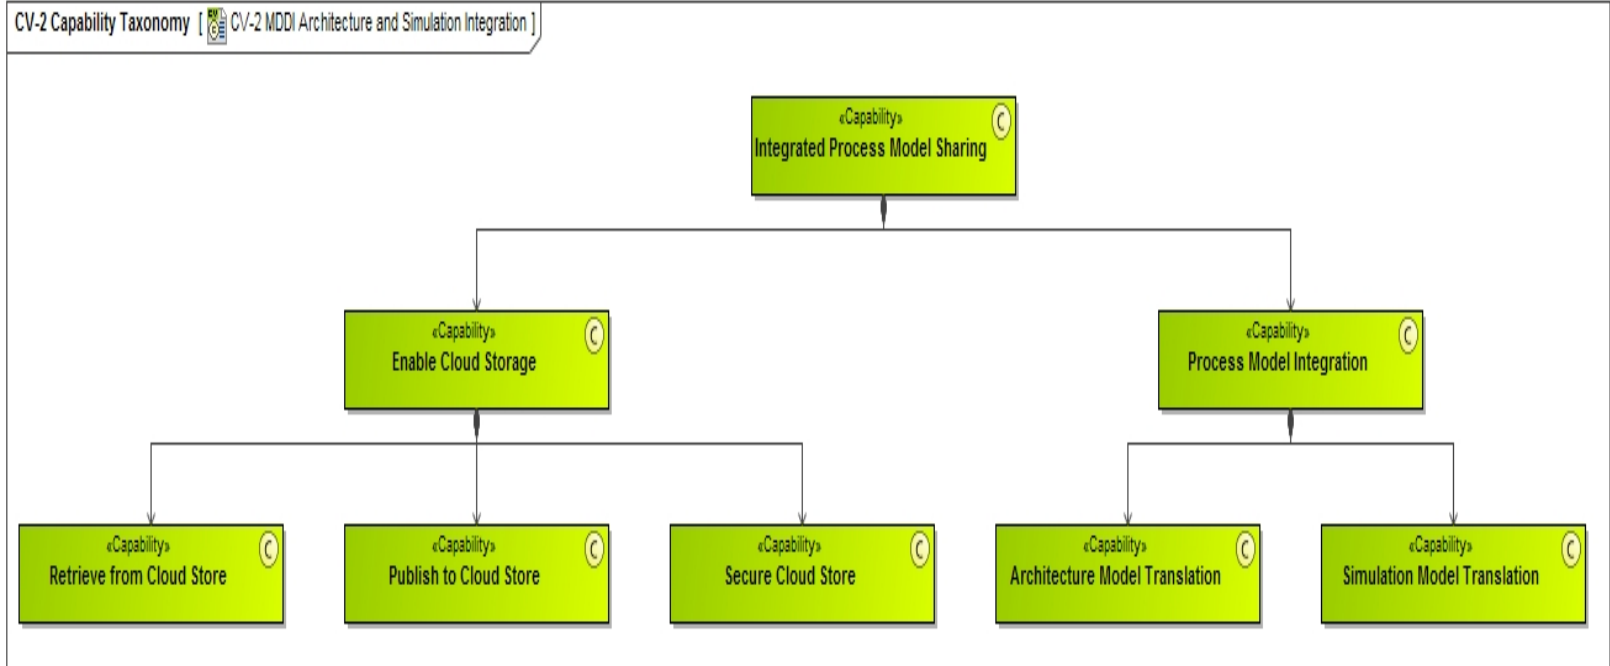 CV-2 Capability Taxonomy [ CV-2 MDDI Architecture and Simulation Integration ]
«Capability»
C
Integrated Process Model Sharing
«Capability»
C
Enable Cloud Storage
«Capability»
C
Process Model Integration
«Capability»
C
Retrieve from Cloud Store
«Capability»
C
Publish to Cloud Store
«Capability»
C
Secure Cloud Store
«Capability»
C
Architecture Model Translation
«Capability»
C
Simulation Model Translation